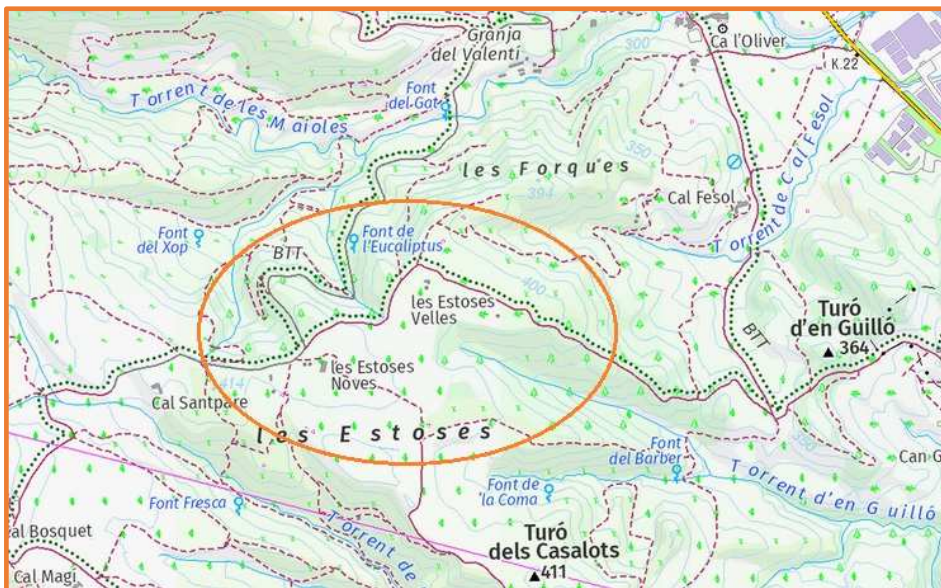 Granja
del Valentí
Ca l'Oliver
K.22
300
Torrent de les Maioles
Font
del Gat
350
les Forques
394
Cal Fesol
Torrent de Cal Fesol
Font
del Xop
BTT
Font de
l'Eucaliptus
400
les Estoses
Velles
Turó
d'en Guilló
364
BTT
les Estoses
Noves
414
Cal Santpare
les Estoses
350
Font
del Barber
Can G
Font de
la Coma
Torrent d'en Guilló
Font Fresca
Torrent de
al Bosquet
Turó
dels Casalots
411
Cal Magí